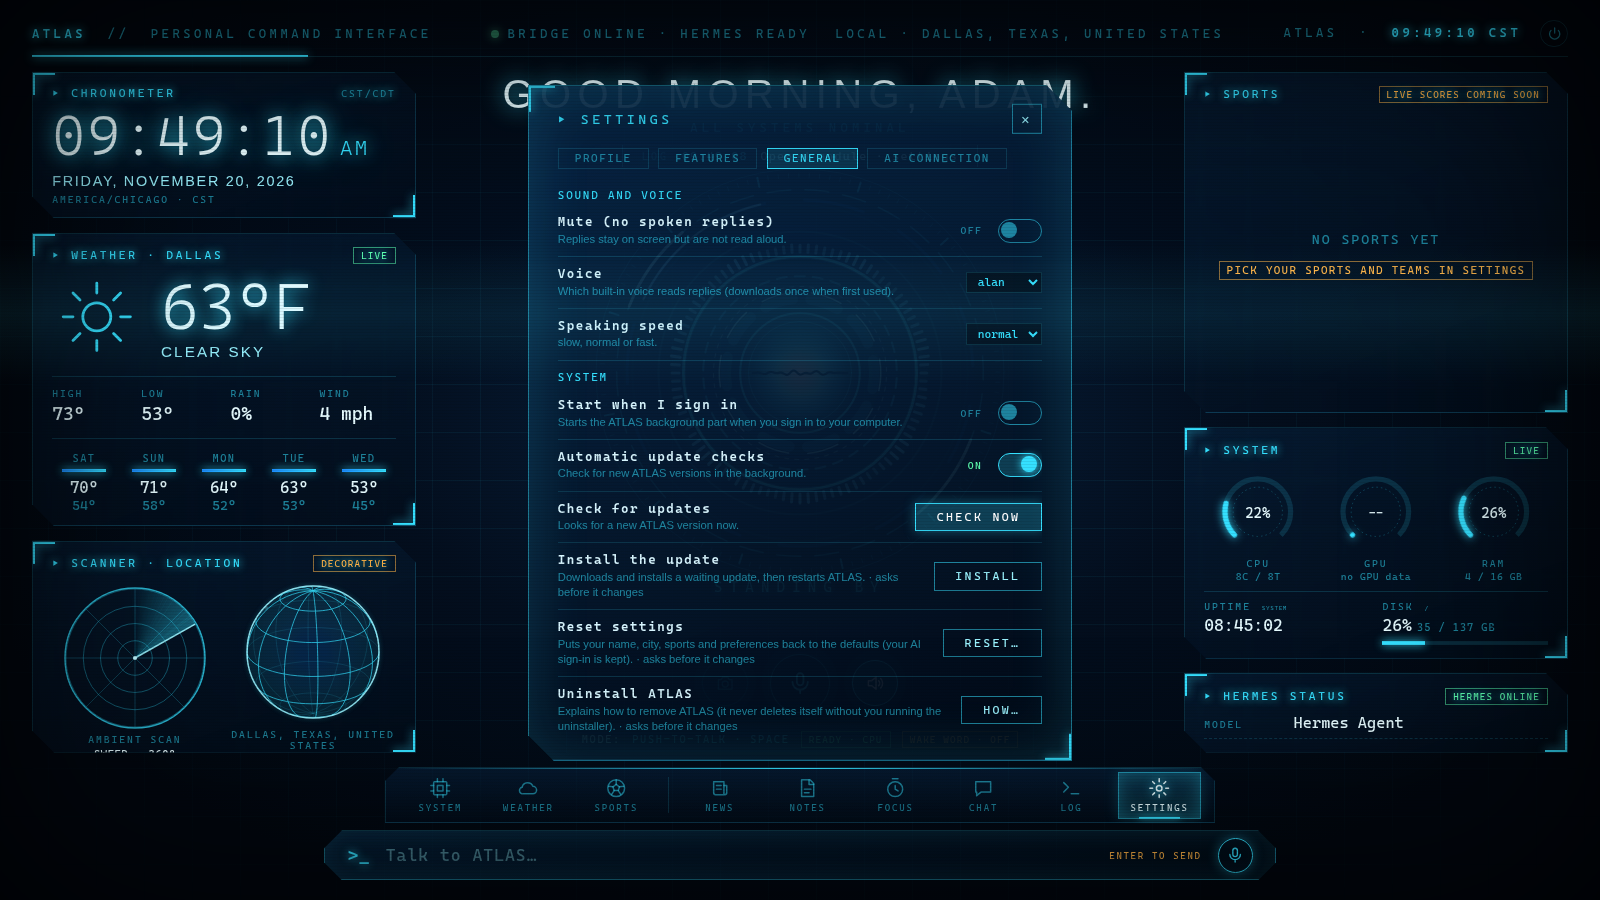 ATLAS // PERSONAL COMMAND INTERFACE
BRIDGE ONLINE · HERMES READY LOCAL · DALLAS, TEXAS, UNITED STATES
ATLAS · 09:49:10 CST
CHRONOMETER CST/CDT
09:49:10 AM
FRIDAY, NOVEMBER 20, 2026
AMERICA/CHICAGO · CST
WEATHER · DALLAS LIVE
63°F
CLEAR SKY
HIGH LOW RAIN WIND
73° 53° 0% 4 mph
SAT SUN MON TUE WED
70° 71° 64° 63° 53°
54° 58° 52° 53° 45°
SCANNER · LOCATION DECORATIVE
AMBIENT SCAN
DALLAS, TEXAS, UNITED
STATES
GOOD MORNING, ADAM.
SETTINGS ×
PROFILE FEATURES GENERAL AI CONNECTION
SOUND AND VOICE
Mute (no spoken replies) OFF
Replies stay on screen but are not read aloud.
Voice alan
Which built-in voice reads replies (downloads once when first used).
Speaking speed normal
slow, normal or fast.
SYSTEM
Start when I sign in OFF
Starts the ATLAS background part when you sign in to your computer.
Automatic update checks ON
Check for new ATLAS versions in the background.
Check for updates CHECK NOW
Looks for a new ATLAS version now.
Install the update INSTALL
Downloads and installs a waiting update, then restarts ATLAS. · asks
before it changes
Reset settings RESET…
Puts your name, city, sports and preferences back to the defaults (your AI
sign-in is kept). · asks before it changes
Uninstall ATLAS HOW…
Explains how to remove ATLAS (it never deletes itself without you running the
uninstaller). · asks before it changes
MODE: PUSH-TO-TALK · SPACE READY · CPU WAKE WORD · OFF
SPORTS LIVE SCORES COMING SOON
NO SPORTS YET
PICK YOUR SPORTS AND TEAMS IN SETTINGS
SYSTEM LIVE
22% -- 26%
CPU GPU RAM
8C / 8T no GPU data 4 / 16 GB
UPTIME SYSTEM DISK /
08:45:02 26% 35 / 137 GB
HERMES STATUS HERMES ONLINE
MODEL Hermes Agent
SYSTEM WEATHER SPORTS NEWS NOTES FOCUS CHAT LOG SETTINGS
>_ Talk to ATLAS… ENTER TO SEND